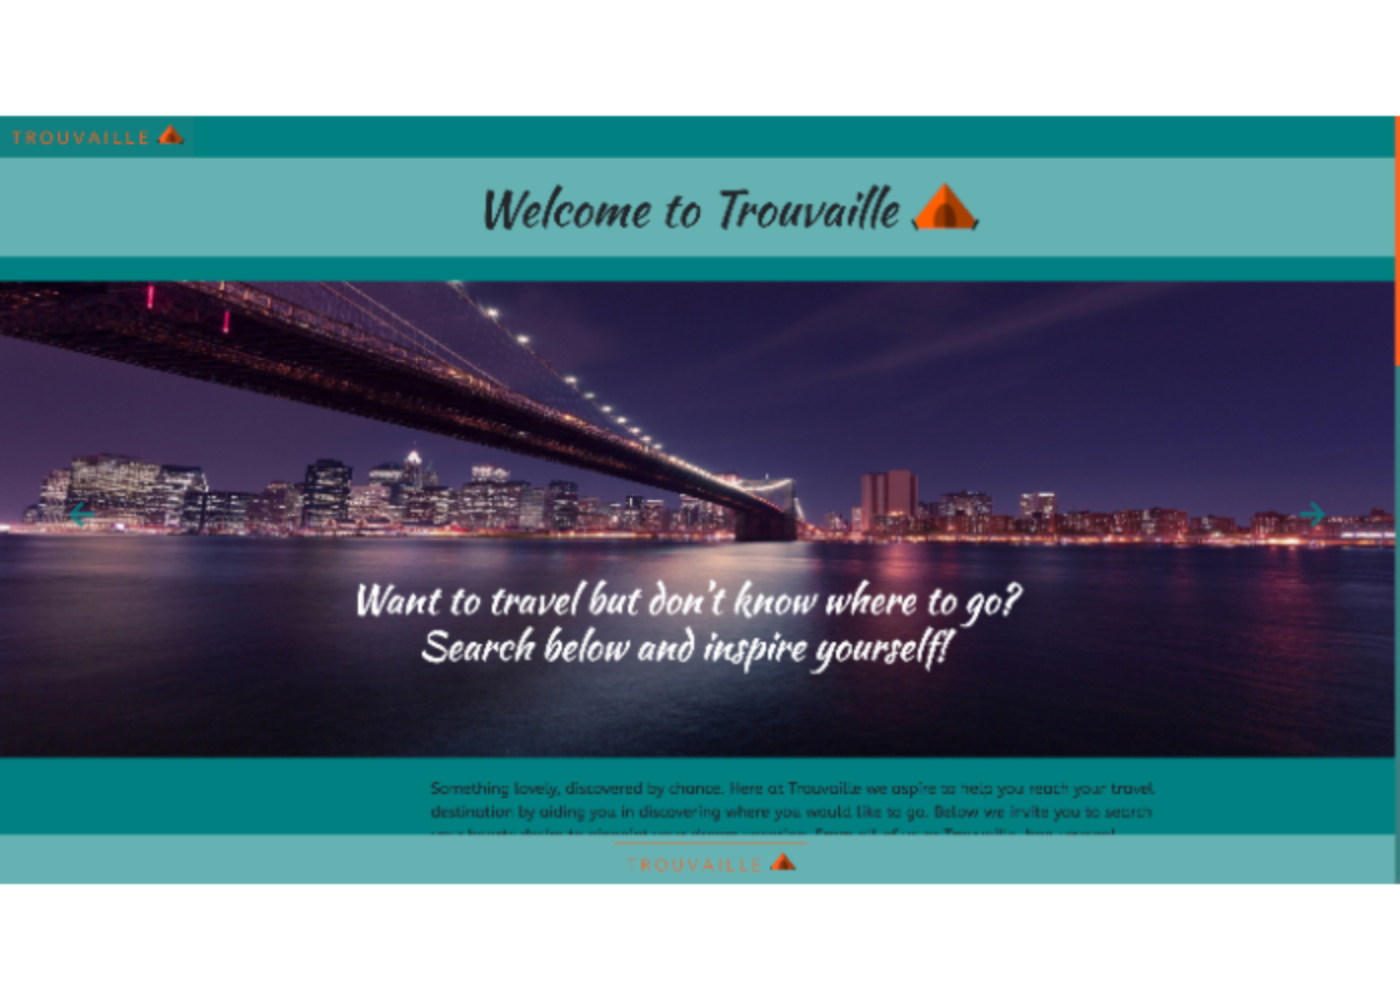 TROUVAILLE
Welcome to Trouvaille
Want to travel but don't know where to go?
Search below and inspire yourself!
Something lovely, discovered by chance. Here at Trouvaille we aspire to help you reach your travel
destination by aiding you in discovering where you would like to go. Below we invite you to search
TROUVAILLE